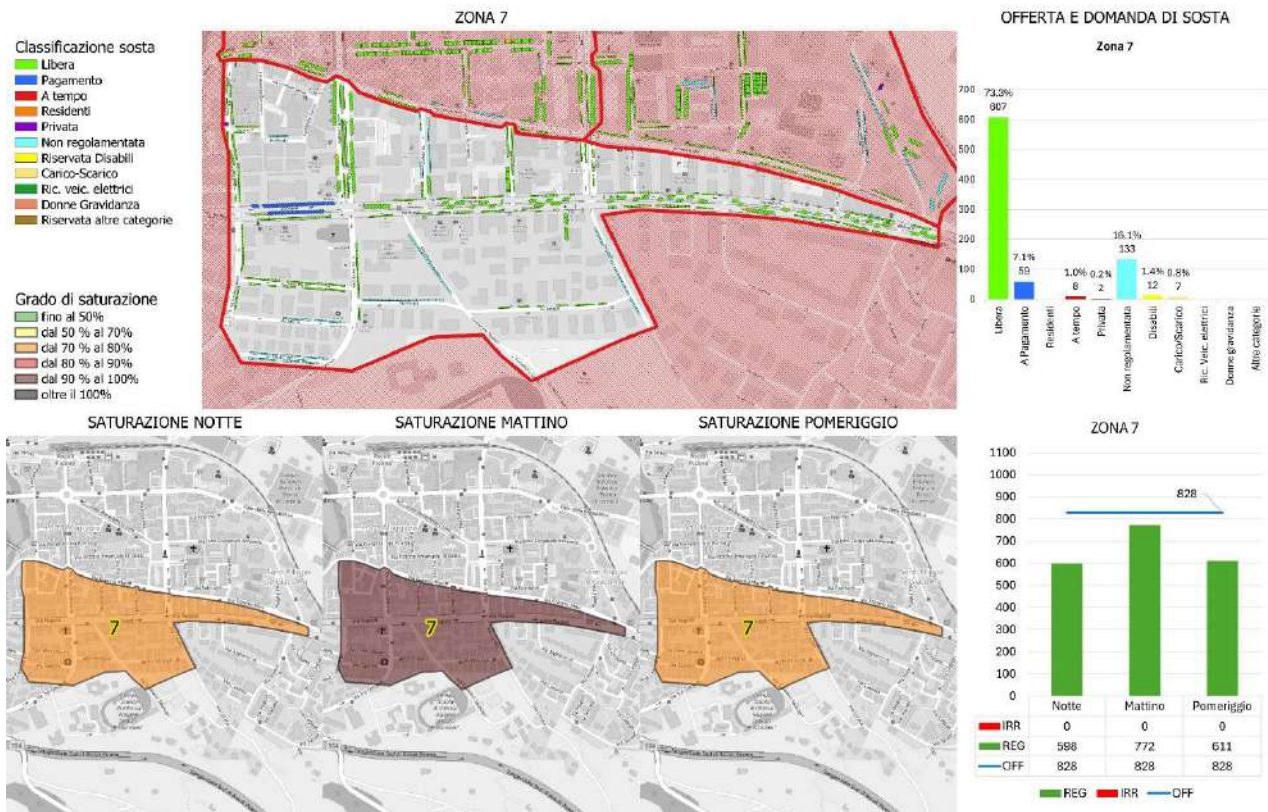 ZONA 7
OFFERTA E DOMANDA DI SOSTA
Classificazione sosta
Libera
Pagamento
A tempo
Residenti
Privata
Non regolamentata
Riservata Disabili
Carico-Scarico
Ric. veic. elettrici
Donne Gravidanza
Riservata altre categorie
Grado di saturazione
fino al 50%
dal 50 % al 70%
dal 70 % al 80%
dal 80 % al 90%
dal 90 % al 100%
oltre il 100%
Zona 7
700
600
500
400
300
200
100
0
73.3%
607
7.1%
59
1.0%
8
0.2%
2
16.1%
133
1.4%
12
0.8%
7
Libera
A Pagamento
Residenti
A tempo
Privata
Non regolamentata
Disabili
Carico/Scarico
Ric. Veic. elettrici
Donne gravidanza
Altre categorie
SATURAZIONE NOTTE
SATURAZIONE MATTINO
SATURAZIONE POMERIGGIO
7
7
7
ZONA 7
1100
1000
900
800
700
600
500
400
300
200
100
0
828
Notte Mattino Pomeriggio
IRR 0 0 0
REG 598 772 611
OFF 828 828 828
REG IRR OFF